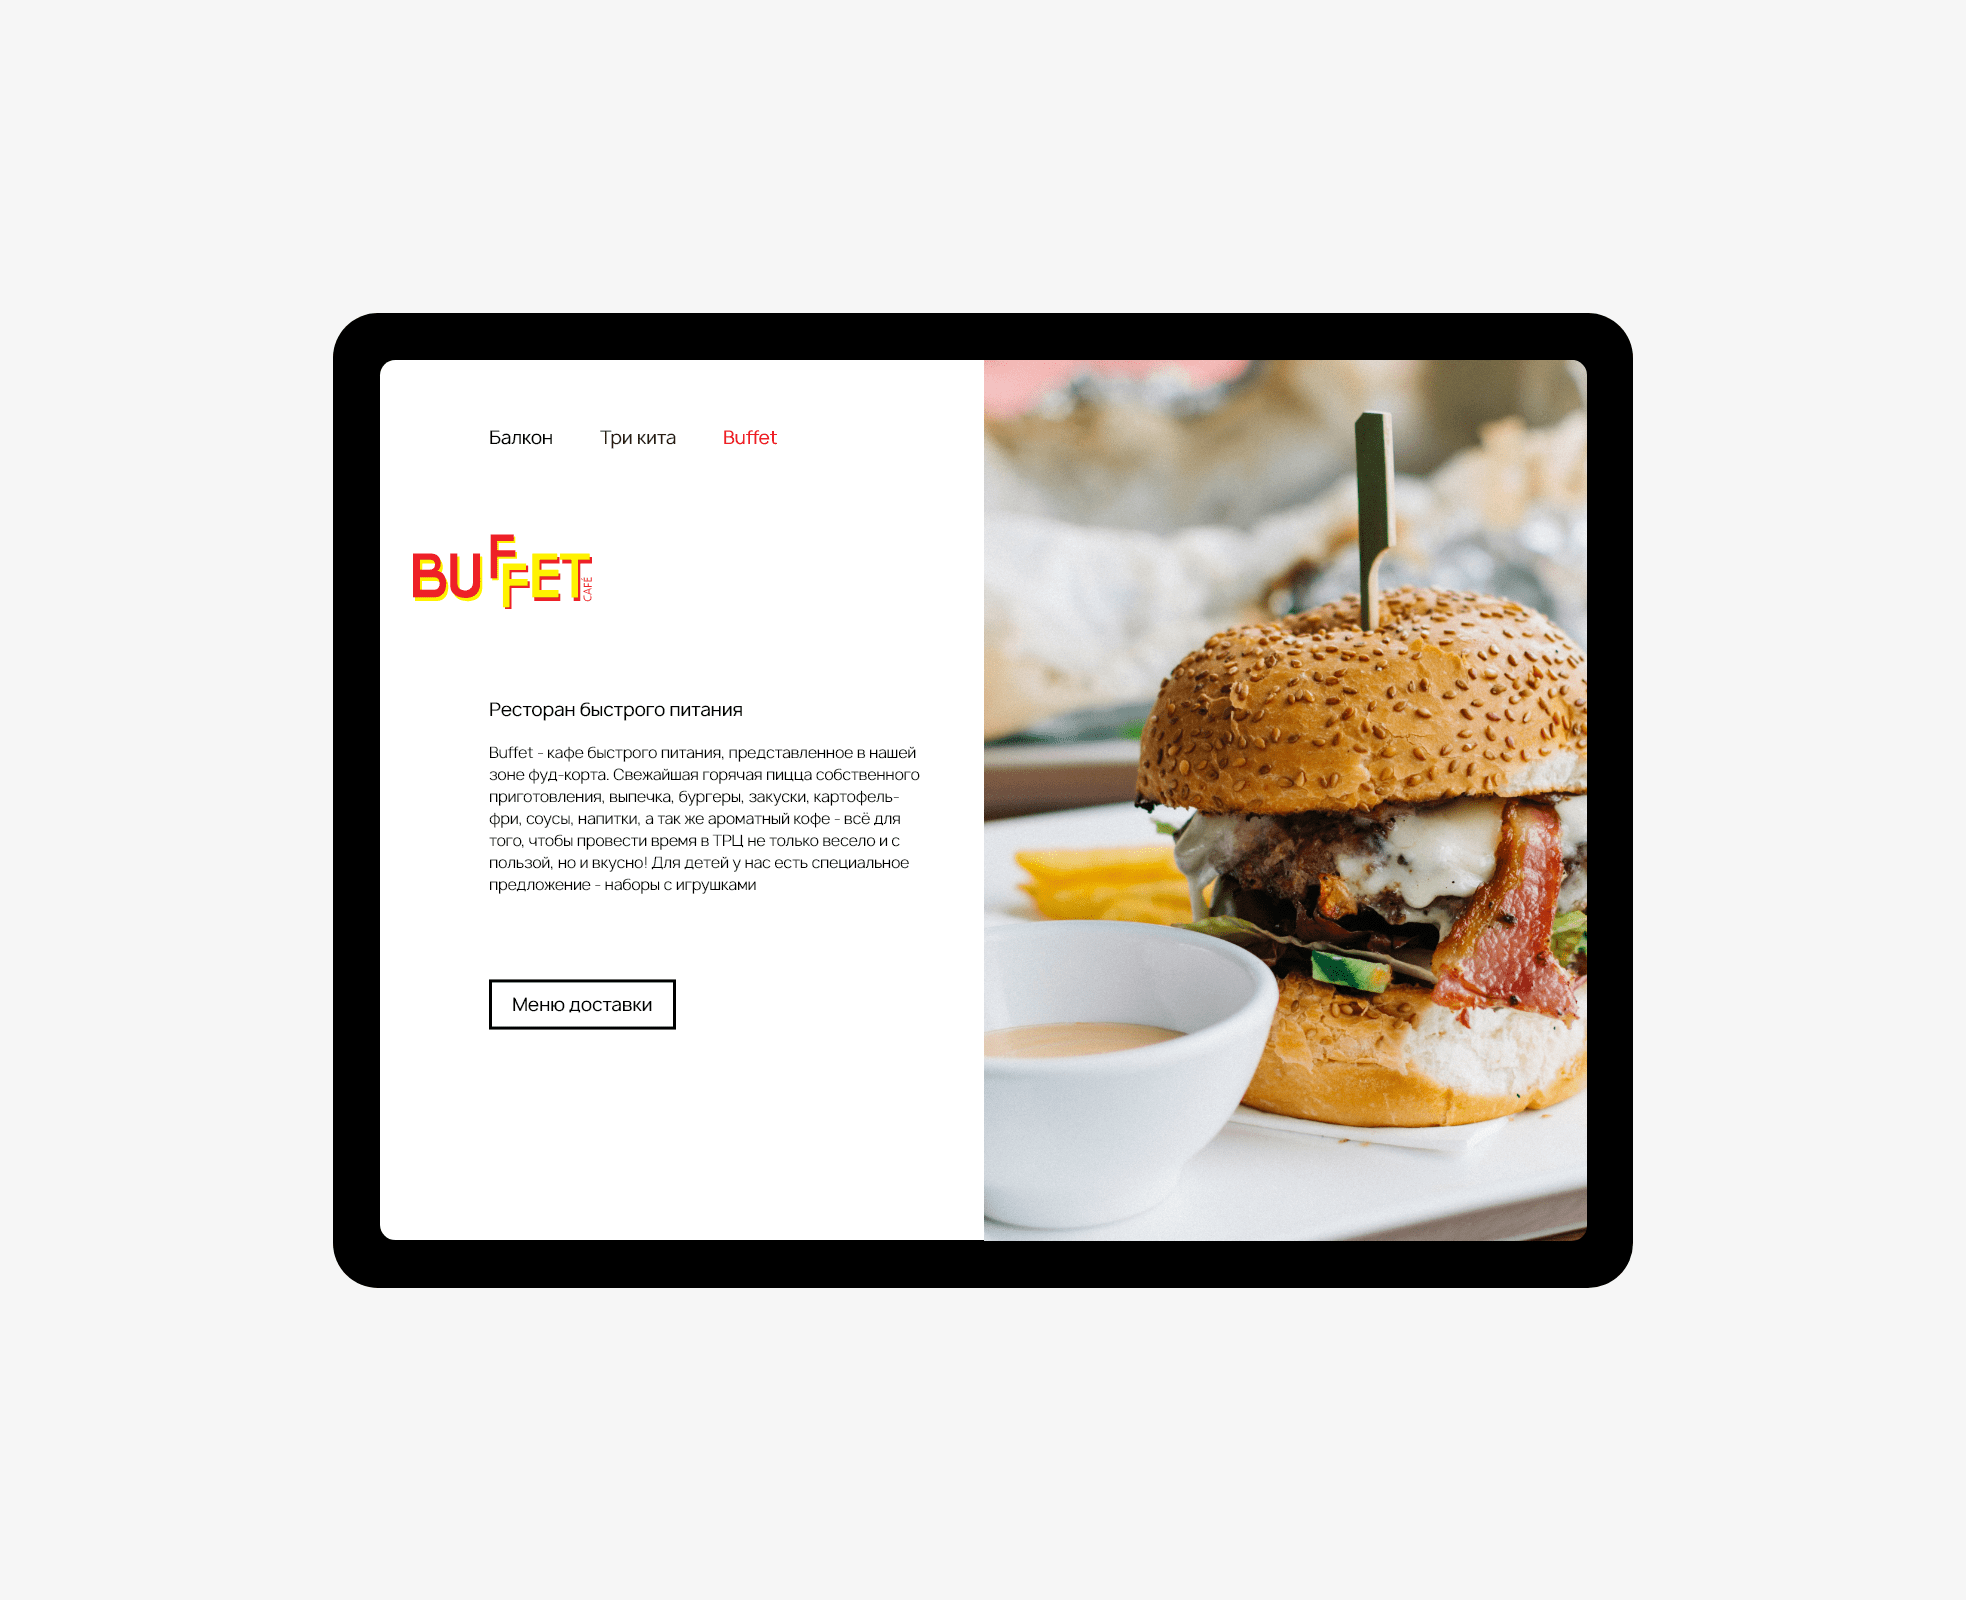 Балкон Три кита Buffet
BUFFET CAFÉ
Ресторан быстрого питания
Buffet - кафе быстрого питания, представленное в нашей
зоне фуд-корта. Свежайшая горячая пицца собственного
приготовления, выпечка, бургеры, закуски, картофель-
фри, соусы, напитки, а так же ароматный кофе - всё для
того, чтобы провести время в ТРЦ не только весело и с
пользой, но и вкусно! Для детей у нас есть специальное
предложение - наборы с игрушками
Меню доставки